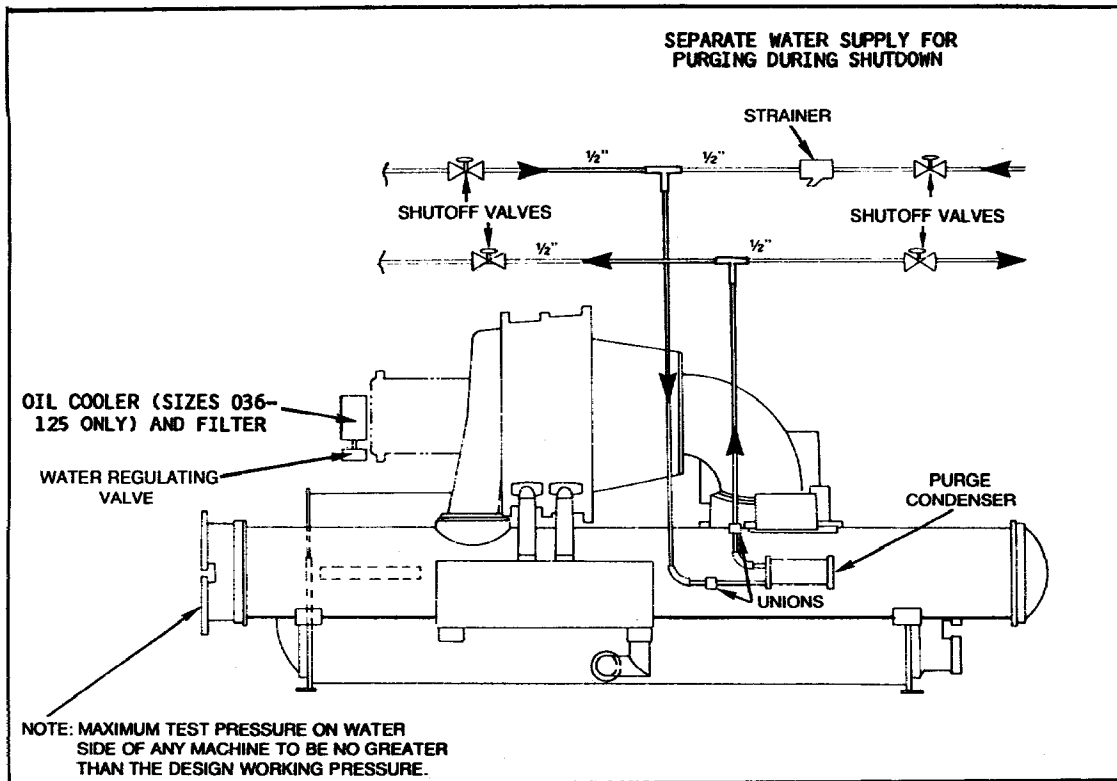 SEPARATE WATER SUPPLY FOR
PURGING DURING SHUTDOWN
STRAINER
½"
½"
SHUTOFF VALVES
SHUTOFF VALVES
½"
½"
OIL COOLER (SIZES 036-
125 ONLY) AND FILTER
WATER REGULATING
VALVE
PURGE
CONDENSER
UNIONS
NOTE: MAXIMUM TEST PRESSURE ON WATER
SIDE OF ANY MACHINE TO BE NO GREATER
THAN THE DESIGN WORKING PRESSURE.